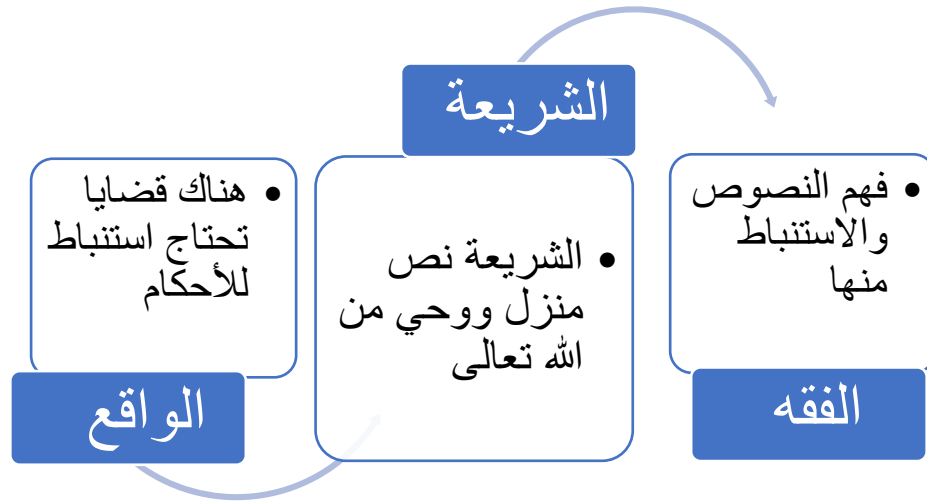 الشريعة
• فهم النصوص
والاستنباط
منها
الفقه
• الشريعة نص
منزل ووحي من
الله تعالى
• هناك قضايا
تحتاج استنباط
للأحكام
الواقع